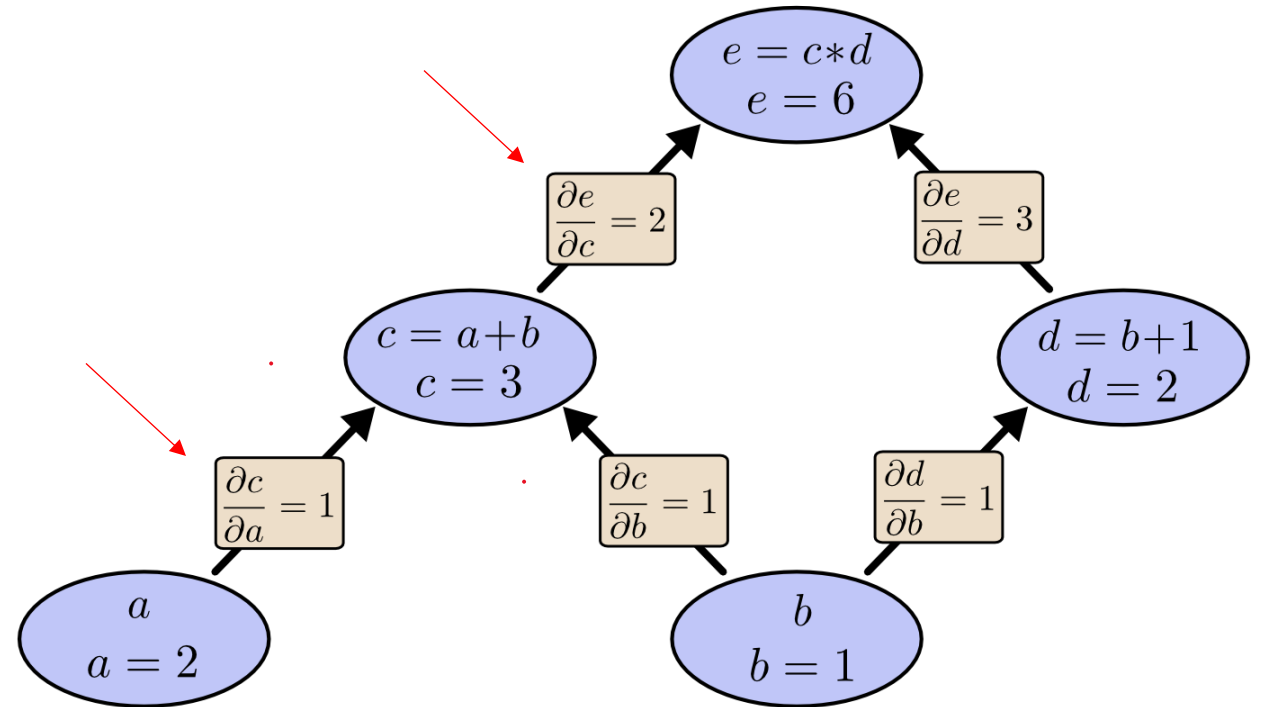 e = c*d
e = 6
∂e/∂c = 2
∂e/∂d = 3
c = a+b
c = 3
d = b+1
d = 2
∂c/∂a = 1
∂c/∂b = 1
∂d/∂b = 1
a
a = 2
b
b = 1